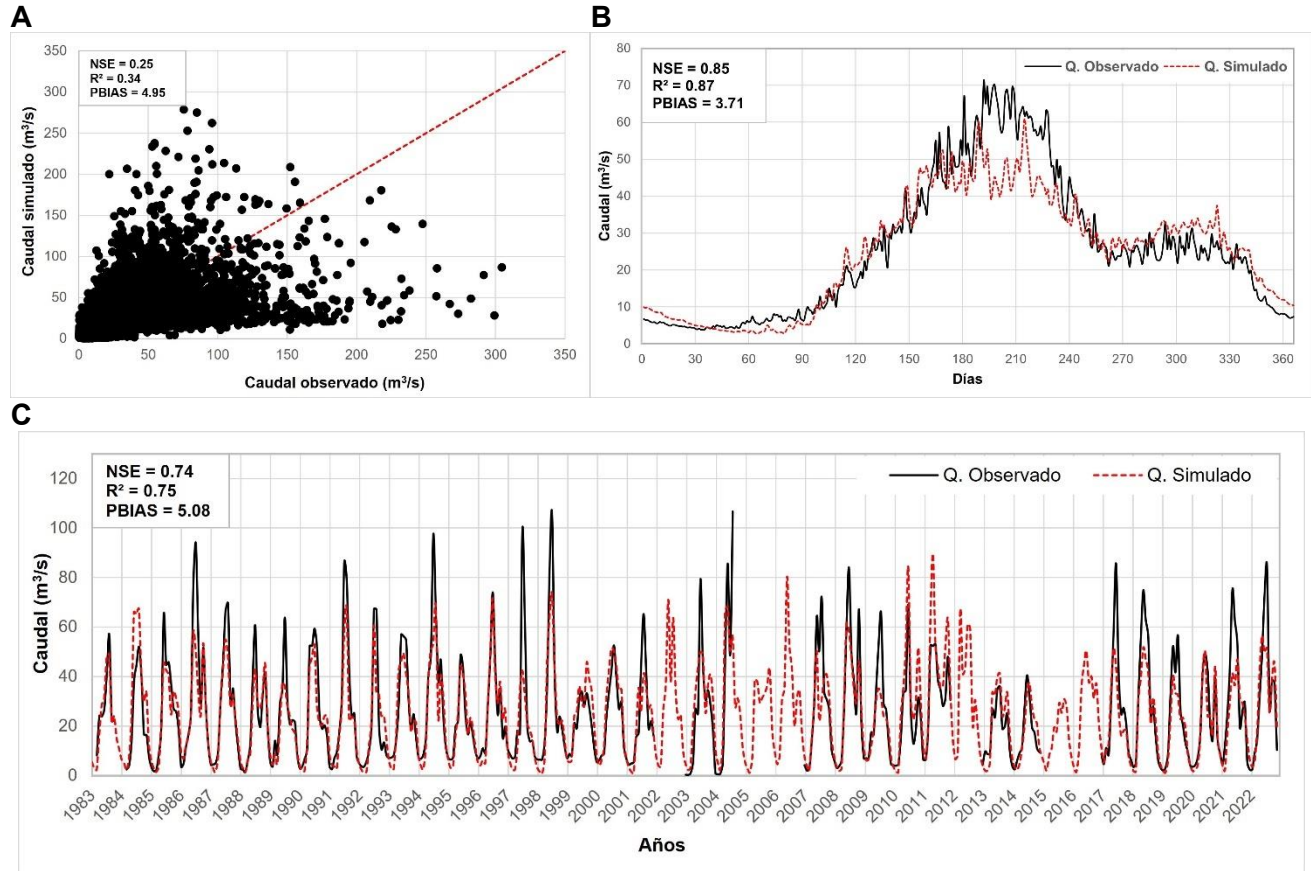 A
Caudal simulado (m³/s)
350
300
250
200
150
100
50
0
NSE = 0.25
R² = 0.34
PBIAS = 4.95
0 50 100 150 200 250 300 350
Caudal observado (m³/s)
B
Caudal (m³/s)
80
70
60
50
40
30
20
10
0
NSE = 0.85
R² = 0.87
PBIAS = 3.71
Q. Observado Q. Simulado
0 30 60 90 120 150 180 210 240 270 300 330 360
Días
C
Caudal (m³/s)
120
100
80
60
40
20
0
NSE = 0.74
R² = 0.75
PBIAS = 5.08
Q. Observado Q. Simulado
1983 1984 1985 1986 1987 1988 1989 1990 1991 1992 1993 1994 1995 1996 1997 1998 1999 2000 2001 2002 2003 2004 2005 2006 2007 2008 2009 2010 2011 2012 2013 2014 2015 2016 2017 2018 2019 2020 2021 2022
Años